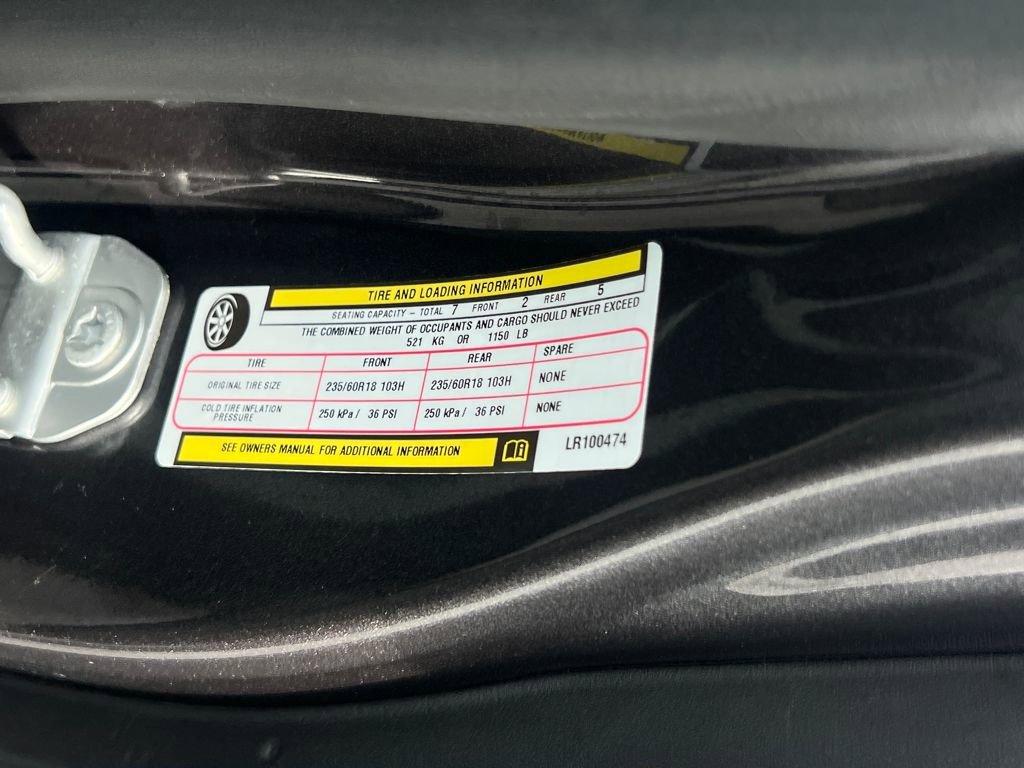 TIRE AND LOADING INFORMATION
SEATING CAPACITY – TOTAL 7 FRONT 2 REAR 5
THE COMBINED WEIGHT OF OCCUPANTS AND CARGO SHOULD NEVER EXCEED
521 KG OR 1150 LB
TIRE FRONT REAR SPARE
ORIGINAL TIRE SIZE 235/60R18 103H 235/60R18 103H NONE
COLD TIRE INFLATION PRESSURE 250 kPa / 36 PSI 250 kPa / 36 PSI NONE
SEE OWNERS MANUAL FOR ADDITIONAL INFORMATION
LR100474